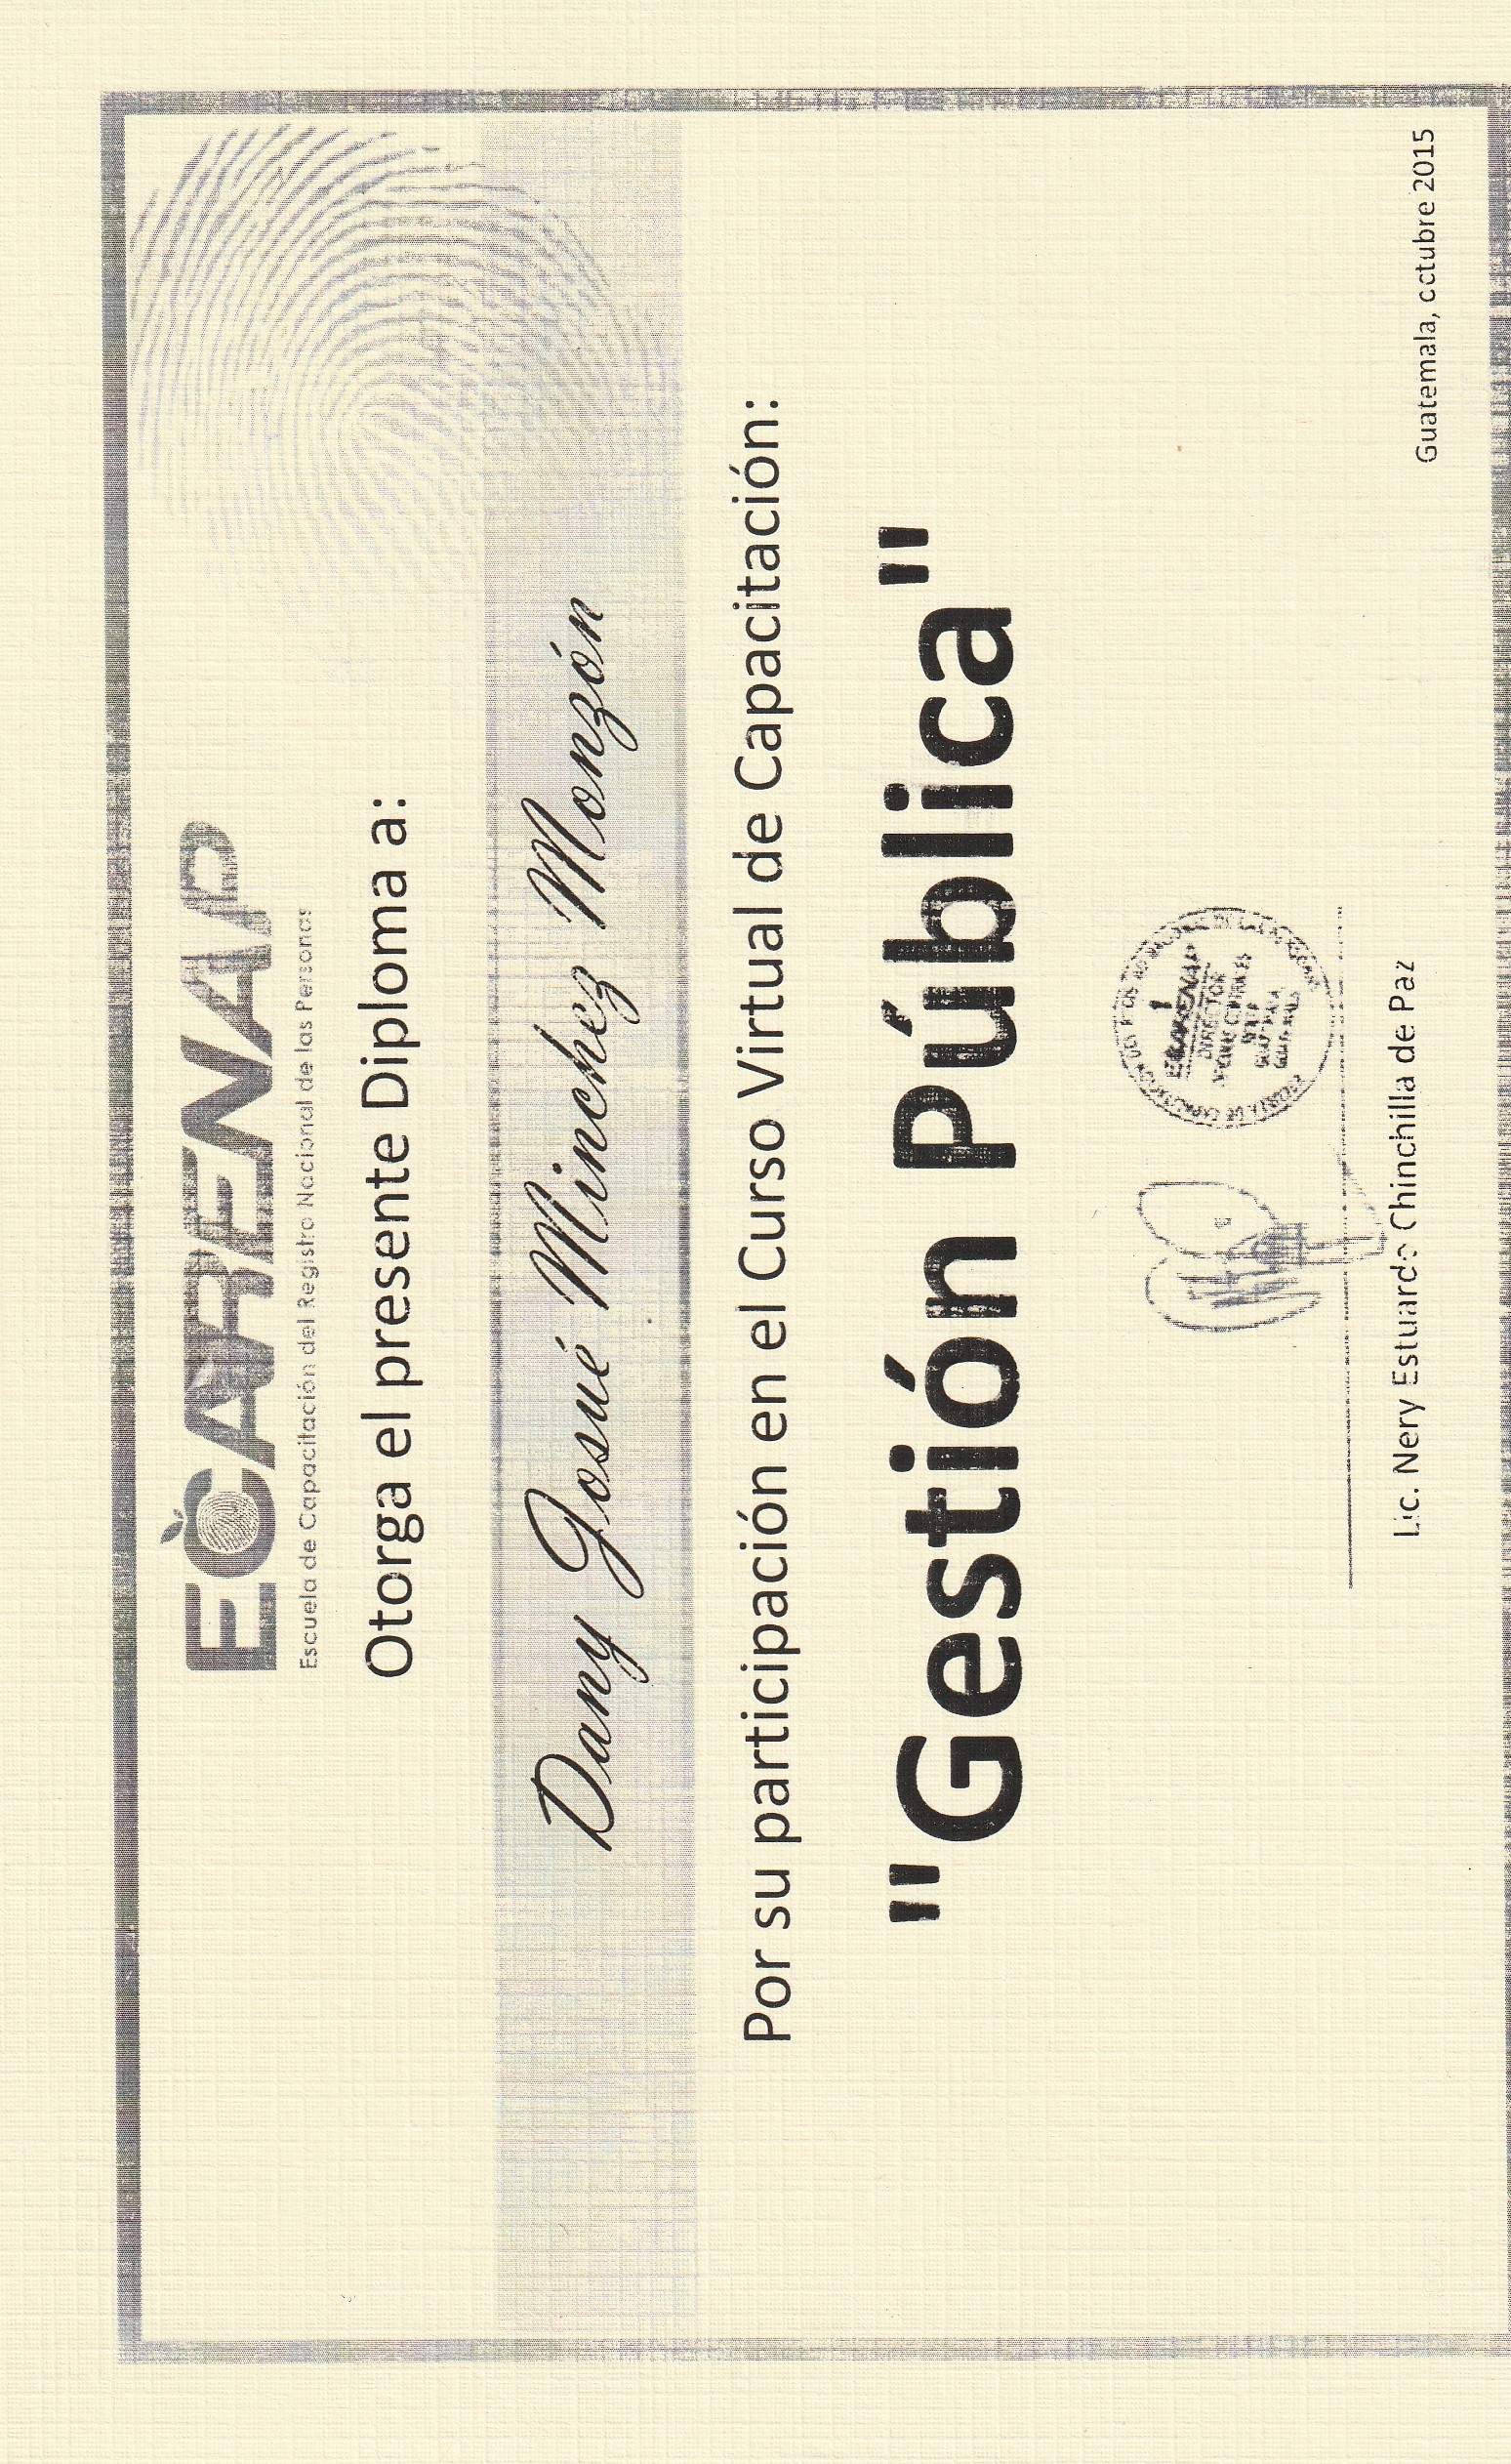 ECARENAP
Escuela de Capacitación del Registro Nacional de las Personas
Otorga el presente Diploma a:
Dany Josué Minchez Monzón
Por su participación en el Curso Virtual de Capacitación:
"Gestión Pública"
ECARENAP
DIRECTOR
Lic. Nery Estuardo Chinchilla de Paz
Guatemala, octubre 2015